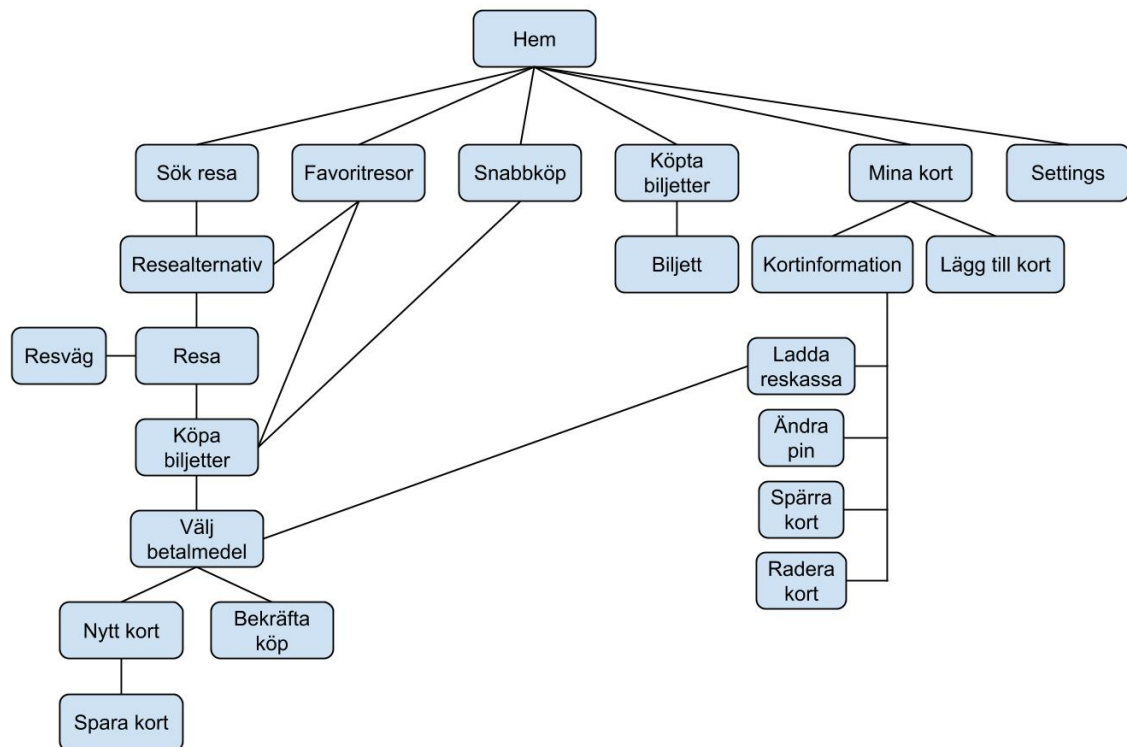 Hem
Sök resa
Favoritresor
Snabbköp
Köpta
biljetter
Mina kort
Settings
Resealternativ
Biljett
Kortinformation
Lägg till kort
Resväg
Resa
Ladda
reskassa
Köpa
biljetter
Ändra
pin
Välj
betalmedel
Spärra
kort
Radera
kort
Nytt kort
Bekräfta
köp
Spara kort